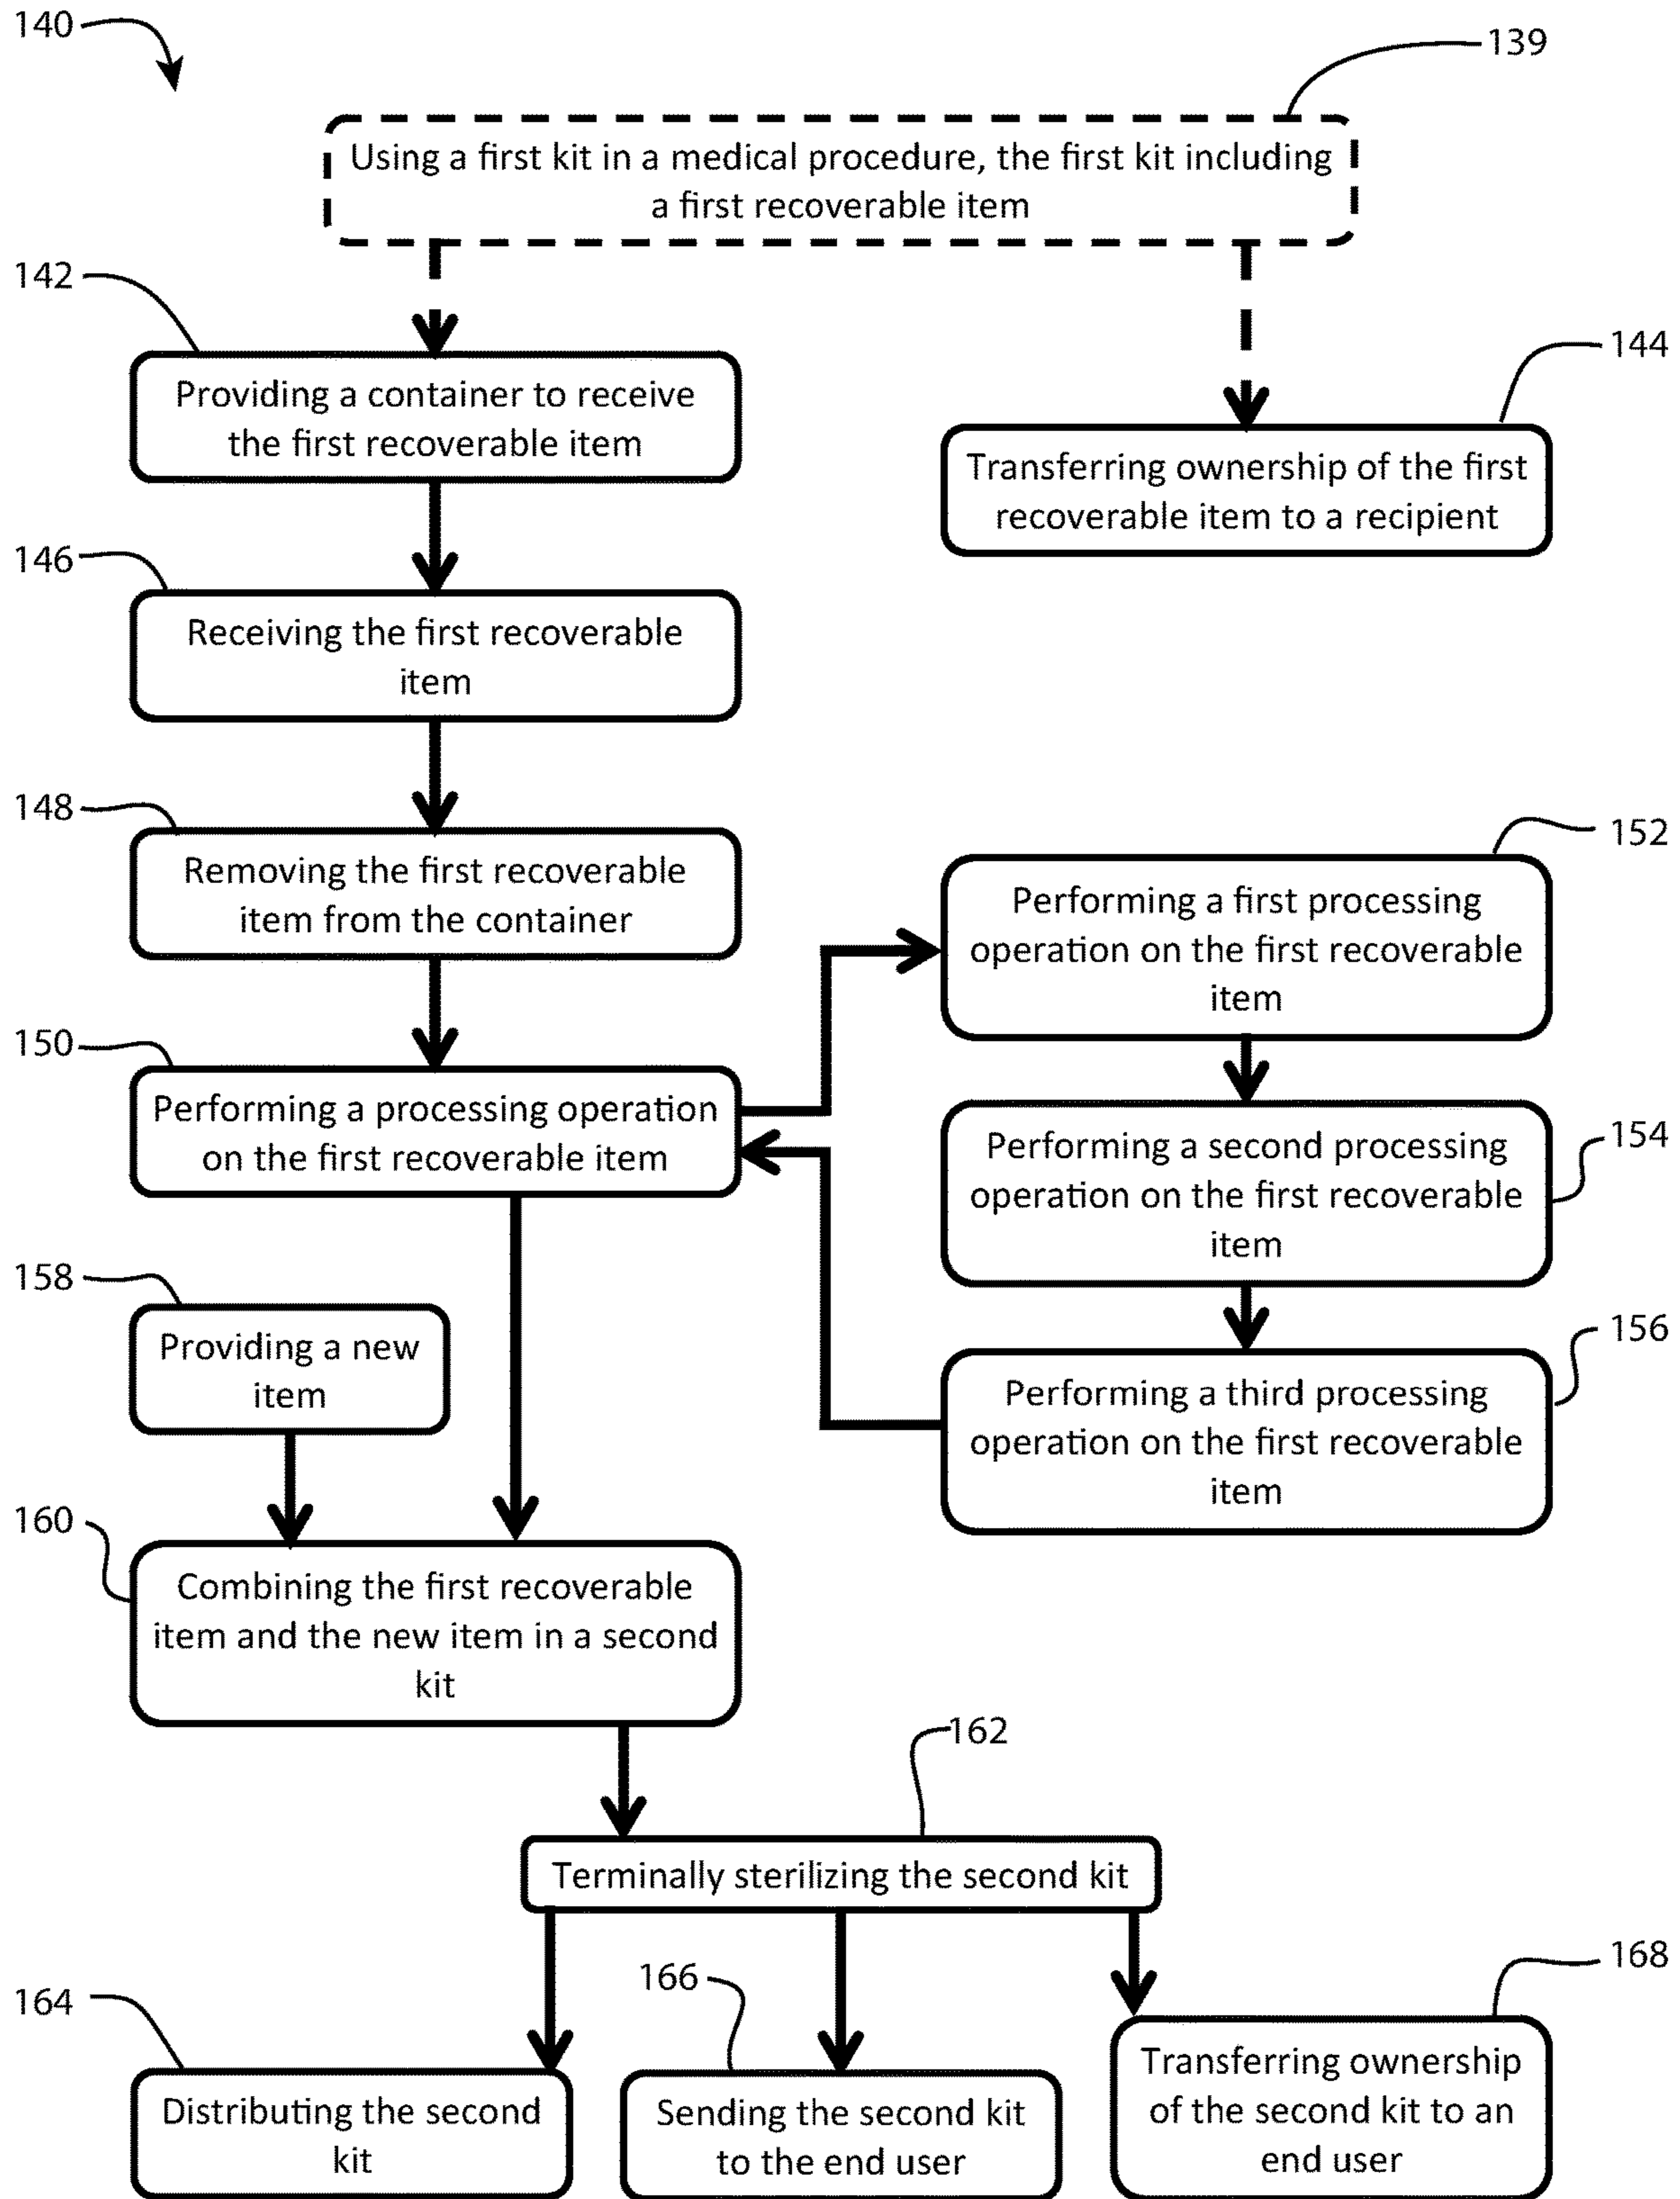 140
139
Using a first kit in a medical procedure, the first kit including
a first recoverable item
142
Providing a container to receive
the first recoverable item
144
Transferring ownership of the first
recoverable item to a recipient
146
Receiving the first recoverable
item
148
Removing the first recoverable
item from the container
152
Performing a first processing
operation on the first recoverable
item
150
Performing a processing operation
on the first recoverable item
154
Performing a second processing
operation on the first recoverable
item
158
Providing a new
item
156
Performing a third processing
operation on the first recoverable
item
160
Combining the first recoverable
item and the new item in a second
kit
162
Terminally sterilizing the second kit
164
Distributing the second
kit
166
Sending the second kit
to the end user
168
Transferring ownership
of the second kit to an
end user